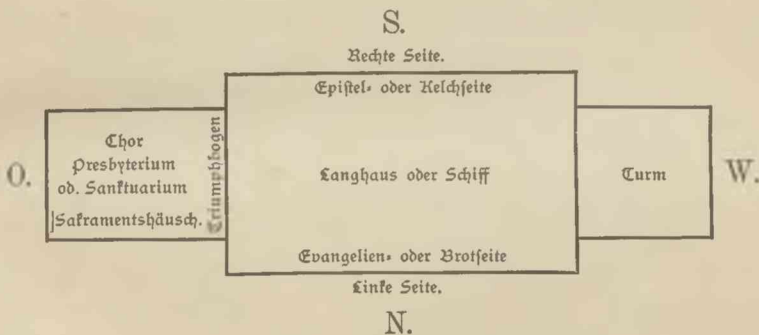 S.
Rechte Seite.
Epistel- oder Kelchseite
Chor
Presbyterium
od. Sanktuarium
Sakramentshäusch.
Triumphbogen
O.
Langhaus oder Schiff
Turm
W.
Evangelien- oder Brotseite
Linke Seite.
N.